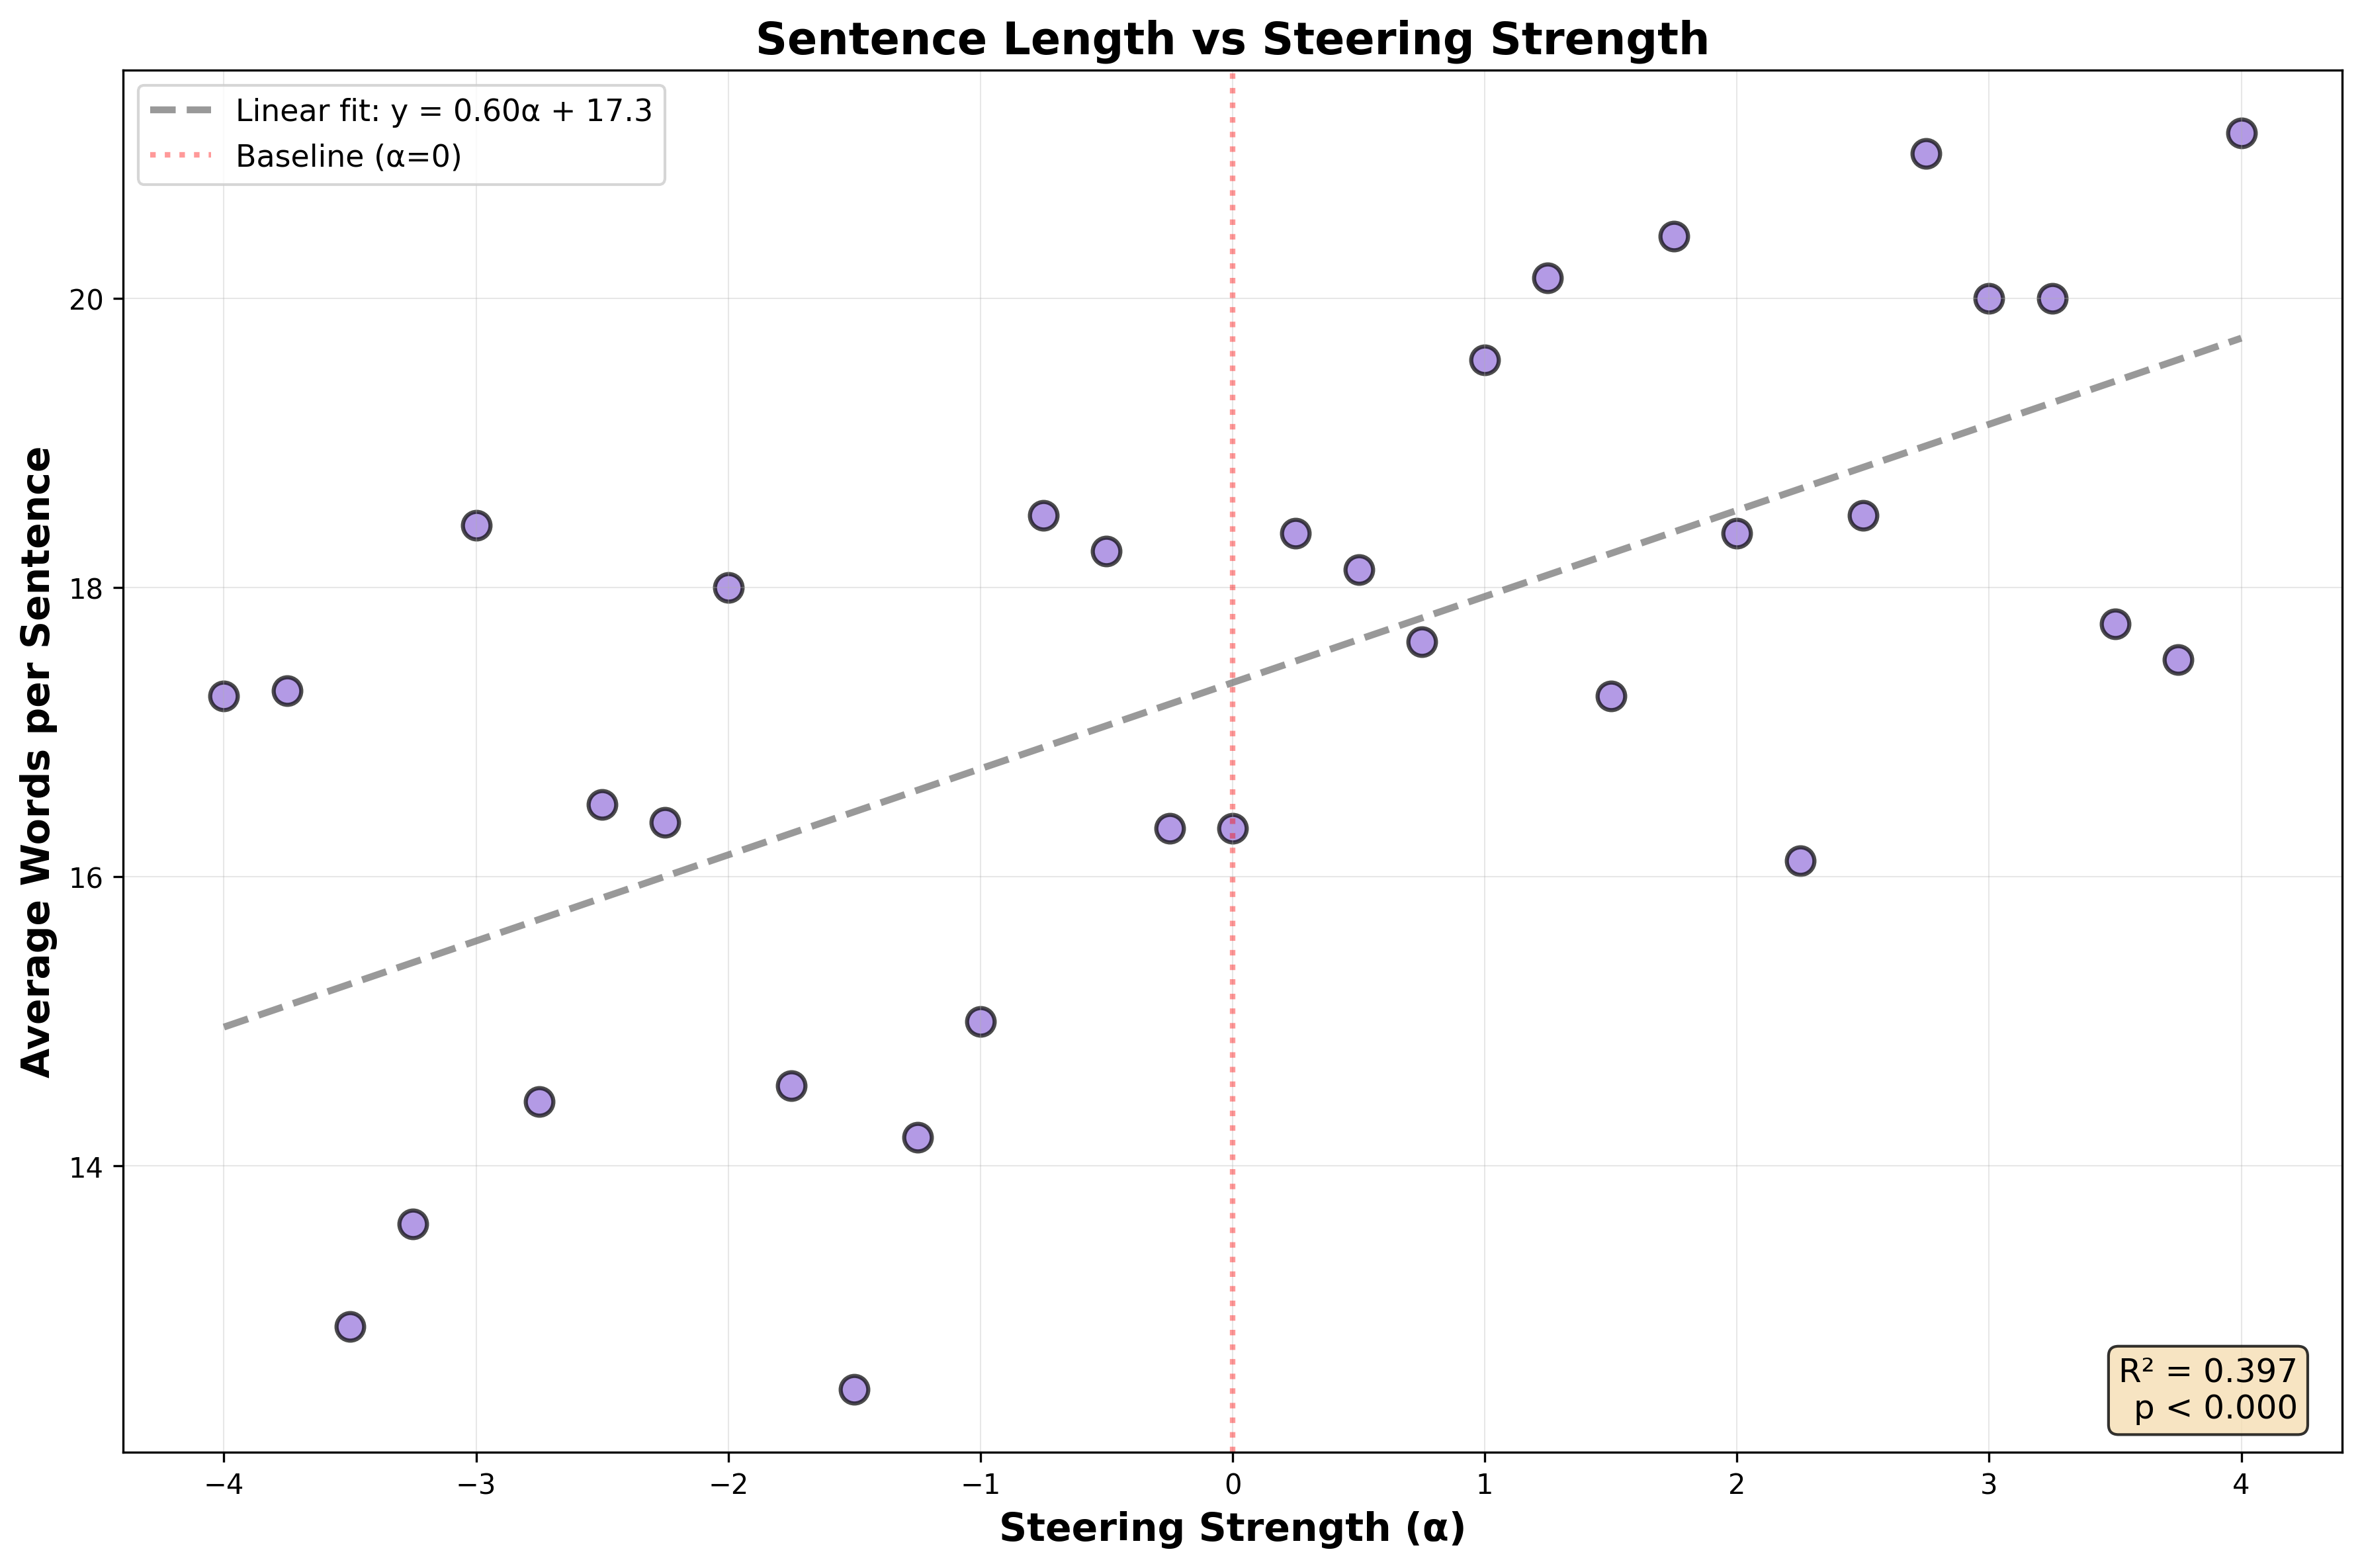 Sentence Length vs Steering Strength
Linear fit: y = 0.60α + 17.3
Baseline (α=0)
Average Words per Sentence
20
18
16
14
R² = 0.397
p < 0.000
−4
−3
−2
−1
0
1
2
3
4
Steering Strength (α)